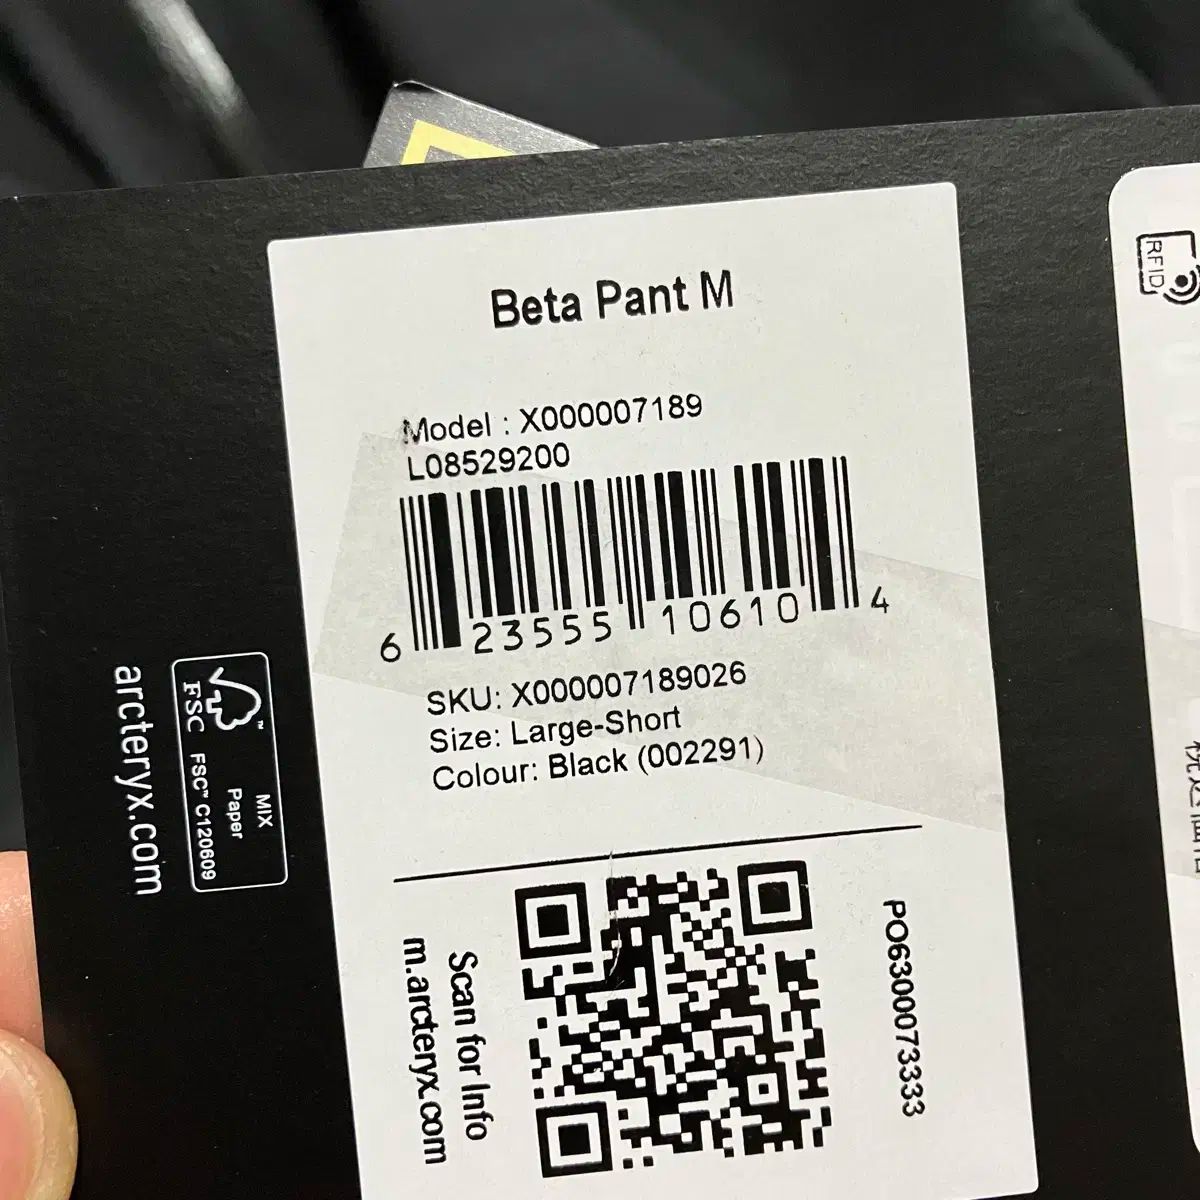 Beta Pant M
Model : X000007189
L08529200
6 23555 10610 4
SKU: X000007189026
Size: Large-Short
Colour: Black (002291)
Scan for Info
m.arcteryx.com
PO6300073333
arcteryx.com
FSC
MIX
Paper
FSC™ C120609
RFID